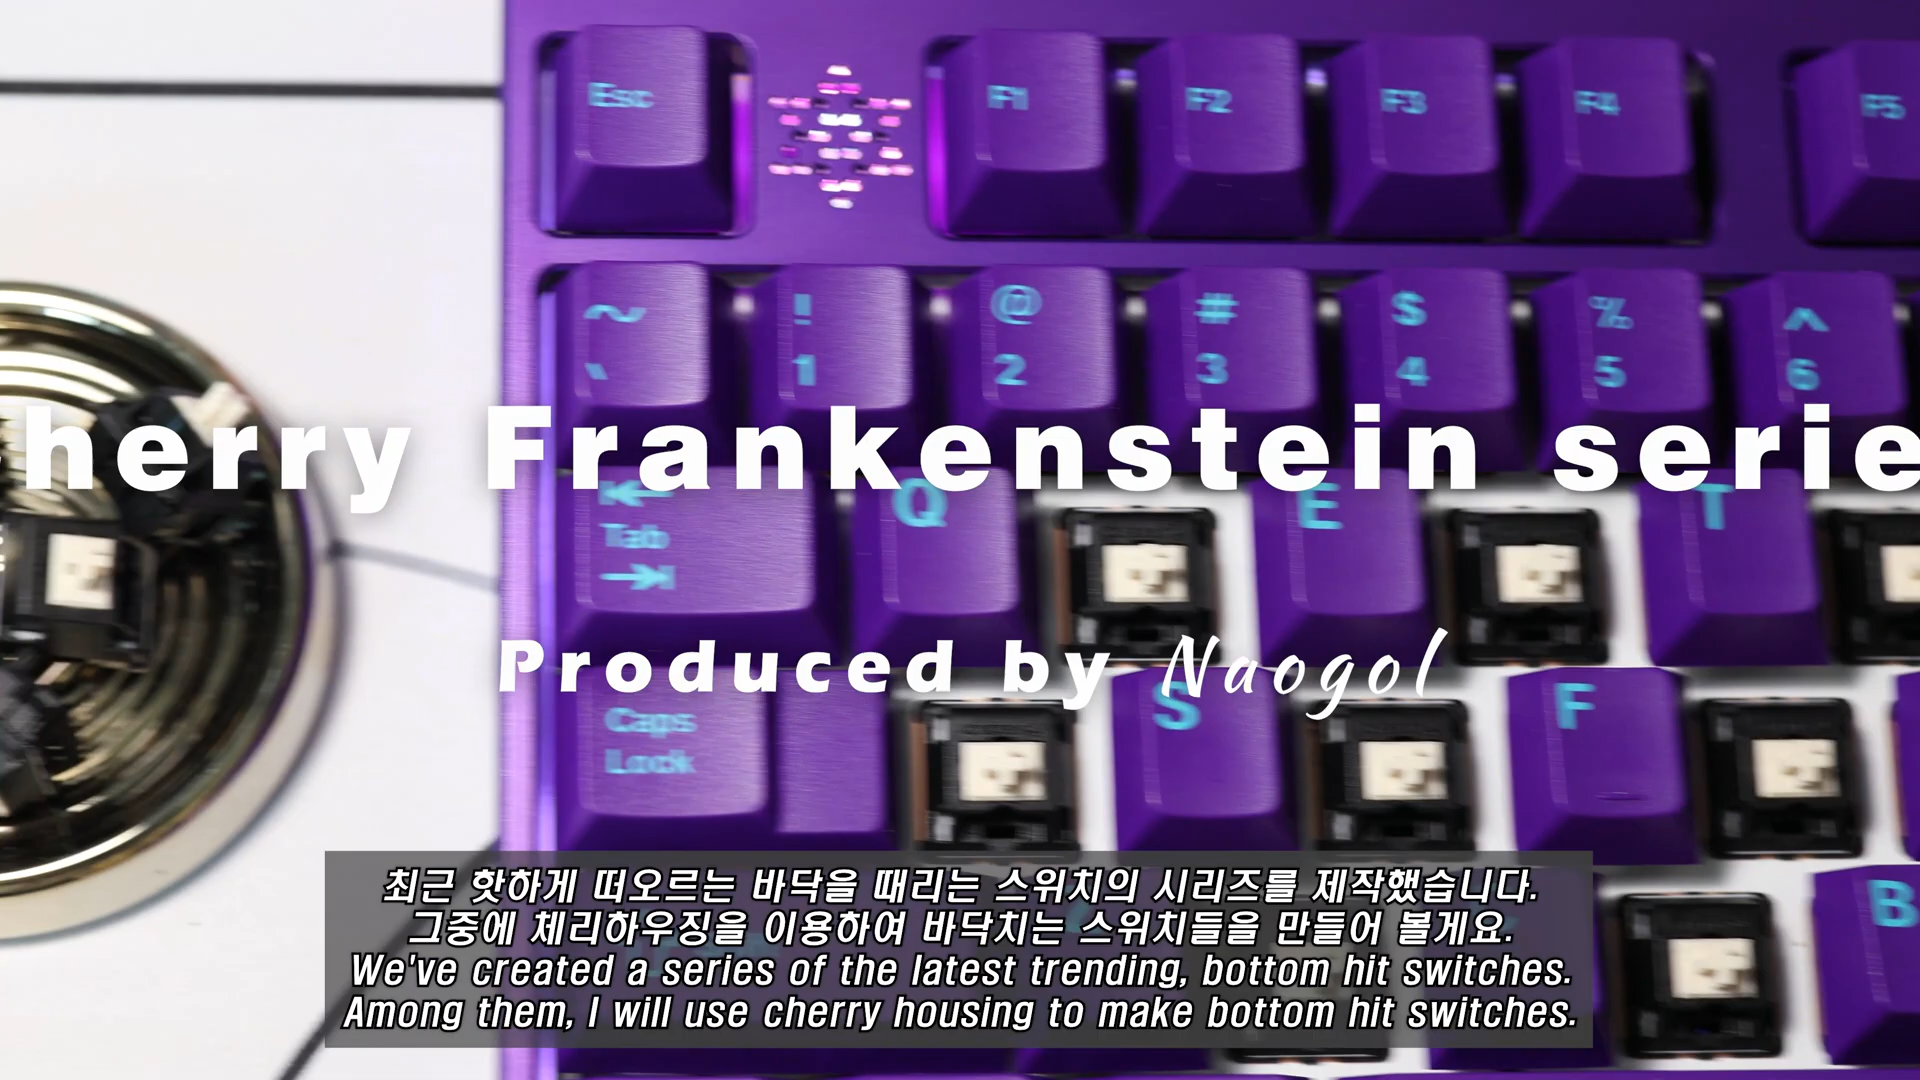 Esc F1 F2 F3 F4 F5
~ ! @ # $ % ^
` 1 2 3 4 5 6
herry Frankenstein serie
Q E T
Tab
Produced by Naogol
S F
Caps
Lock
B
최근 핫하게 떠오르는 바닥을 때리는 스위치의 시리즈를 제작했습니다.
그중에 체리하우징을 이용하여 바닥치는 스위치들을 만들어 볼게요.
We've created a series of the latest trending, bottom hit switches.
Among them, I will use cherry housing to make bottom hit switches.